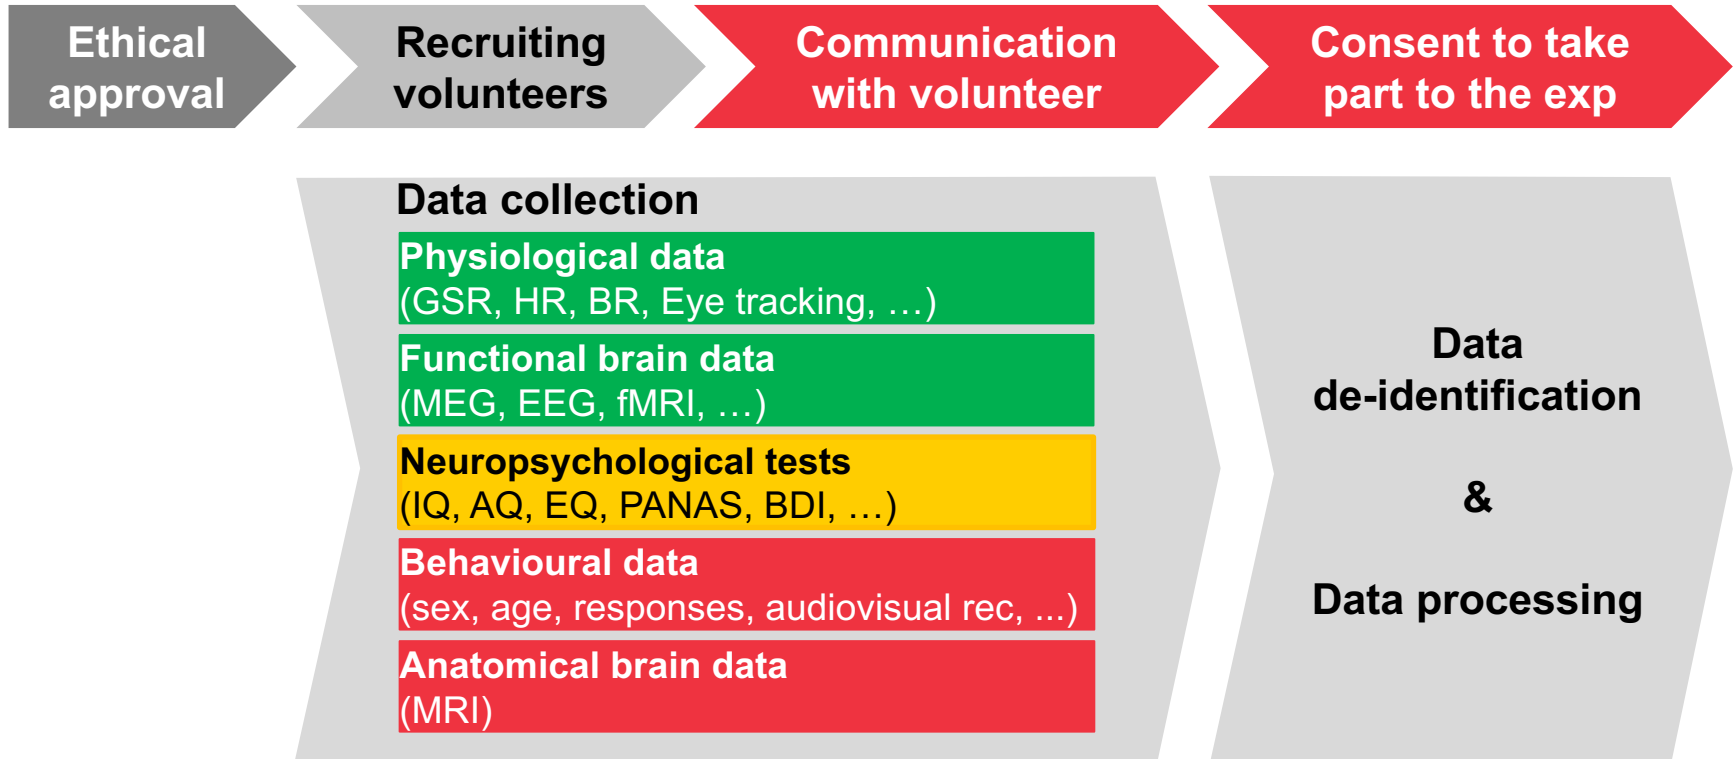 Ethical
approval
Recruiting
volunteers
Communication
with volunteer
Consent to take
part to the exp
Data collection
Physiological data
(GSR, HR, BR, Eye tracking, …)
Functional brain data
(MEG, EEG, fMRI, …)
Neuropsychological tests
(IQ, AQ, EQ, PANAS, BDI, …)
Behavioural data
(sex, age, responses, audiovisual rec, ...)
Anatomical brain data
(MRI)
Data
de-identification
&
Data processing